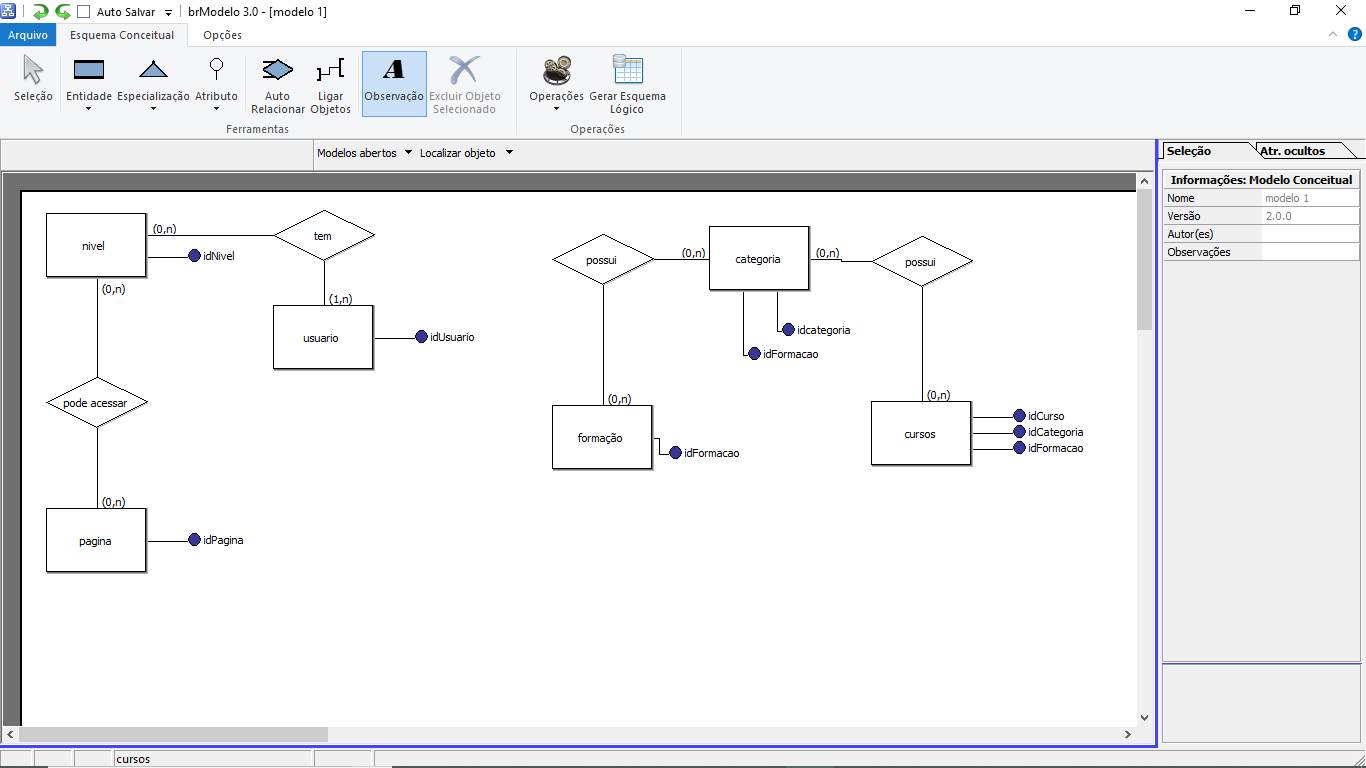 Auto Salvar
brModelo 3.0 - [modelo 1]
Arquivo
Esquema Conceitual
Opções
Seleção
Entidade
Especialização
Atributo
Auto
Relacionar
Ligar
Objetos
Observação
Excluir Objeto
Selecionado
Operações
Gerar Esquema
Lógico
Ferramentas
Operações
Modelos abertos
Localizar objeto
Seleção
Atr. ocultos
Informações: Modelo Conceitual
Nome
modelo 1
Versão
2.0.0
Autor(es)
Observações
nivel
(0,n)
tem
idNivel
(0,n)
(1,n)
usuario
idUsuario
pode acessar
(0,n)
pagina
idPagina
possui
(0,n)
categoria
(0,n)
possui
idcategoria
idFormacao
(0,n)
formação
idFormacao
(0,n)
cursos
idCurso
idCategoria
idFormacao
cursos